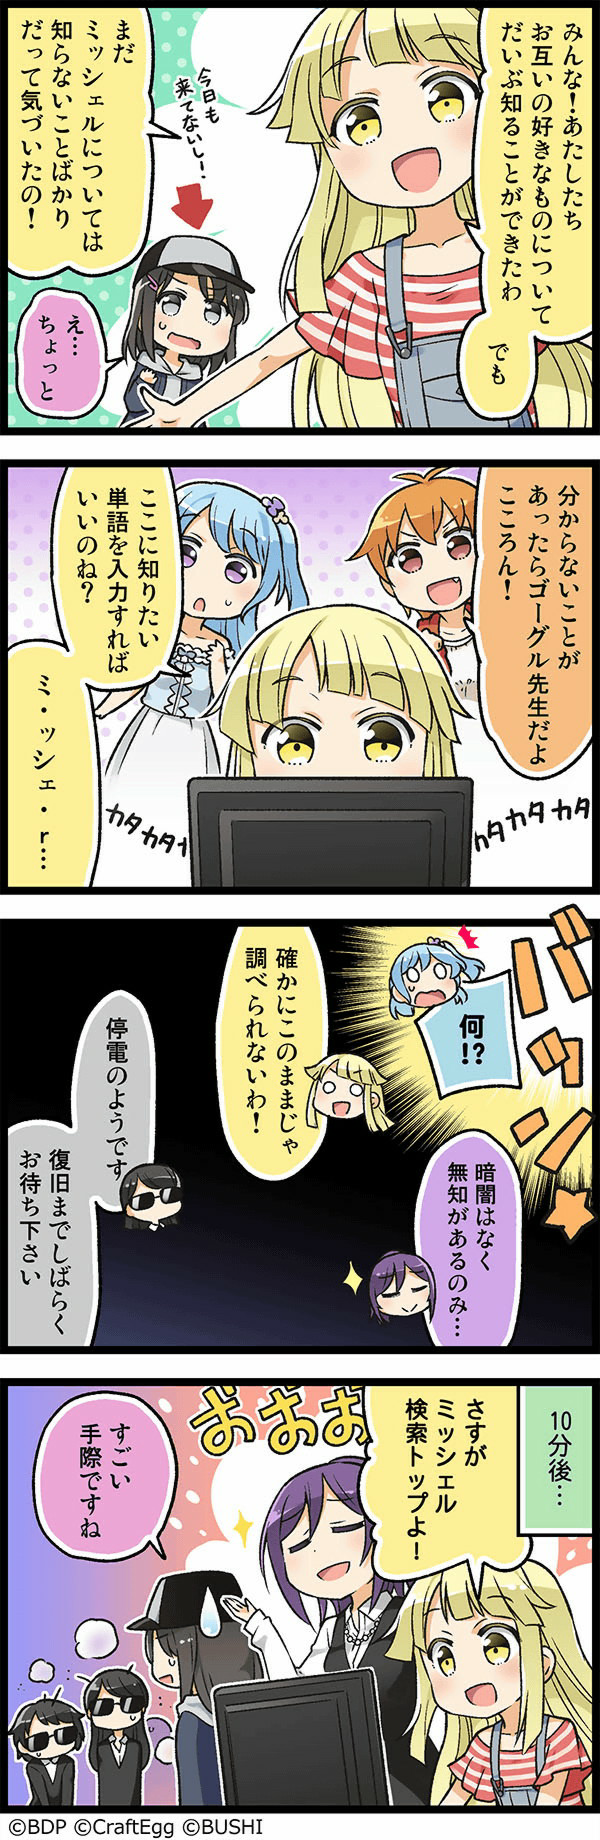 みんな！あたしたち
お互いの好きなものについて
だいぶ知ることができたわ
でも
今日も
来てないし！
まだ
ミッシェルについては
知らないことばかり
だって気づいたの！
え…
ちょっと
分からないことが
あったらゴーグル先生だよ
こころん！
ここに知りたい
単語を入力すれば
いいのね？
ミ・ッシェ・r…
カタカタカタ
カタカタカタ
バツン
何!?
確かにこのままじゃ
調べられないわ！
停電のようです
復旧までしばらく
お待ち下さい
暗闇はなく
無知があるのみ…
10分後…
さすが
ミッシェル
検索トップよ！
おおお
すごい
手際ですね
©BDP ©CraftEgg ©BUSHI